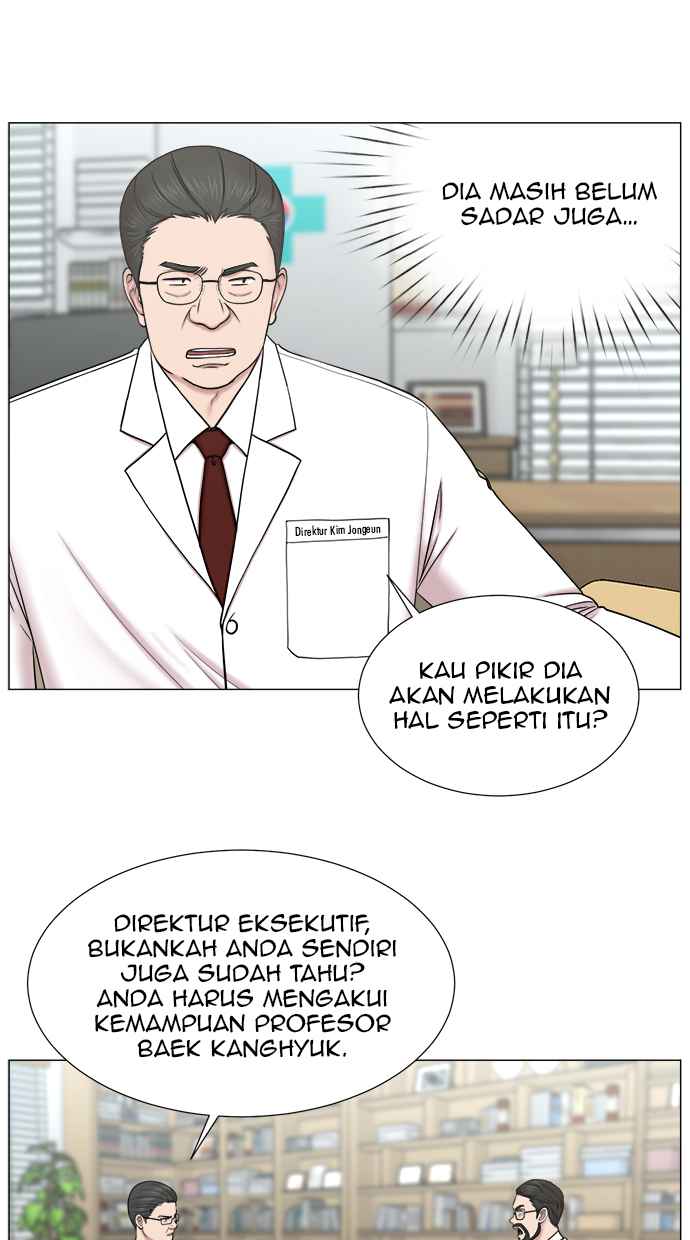 DIA MASIH BELUM
SADAR JUGA...
Direktur Kim Jongeun
KAU PIKIR DIA
AKAN MELAKUKAN
HAL SEPERTI ITU?
DIREKTUR EKSEKUTIF,
BUKANKAH ANDA SENDIRI
JUGA SUDAH TAHU?
ANDA HARUS MENGAKUI
KEMAMPUAN PROFESOR
BAEK KANGHYUK.